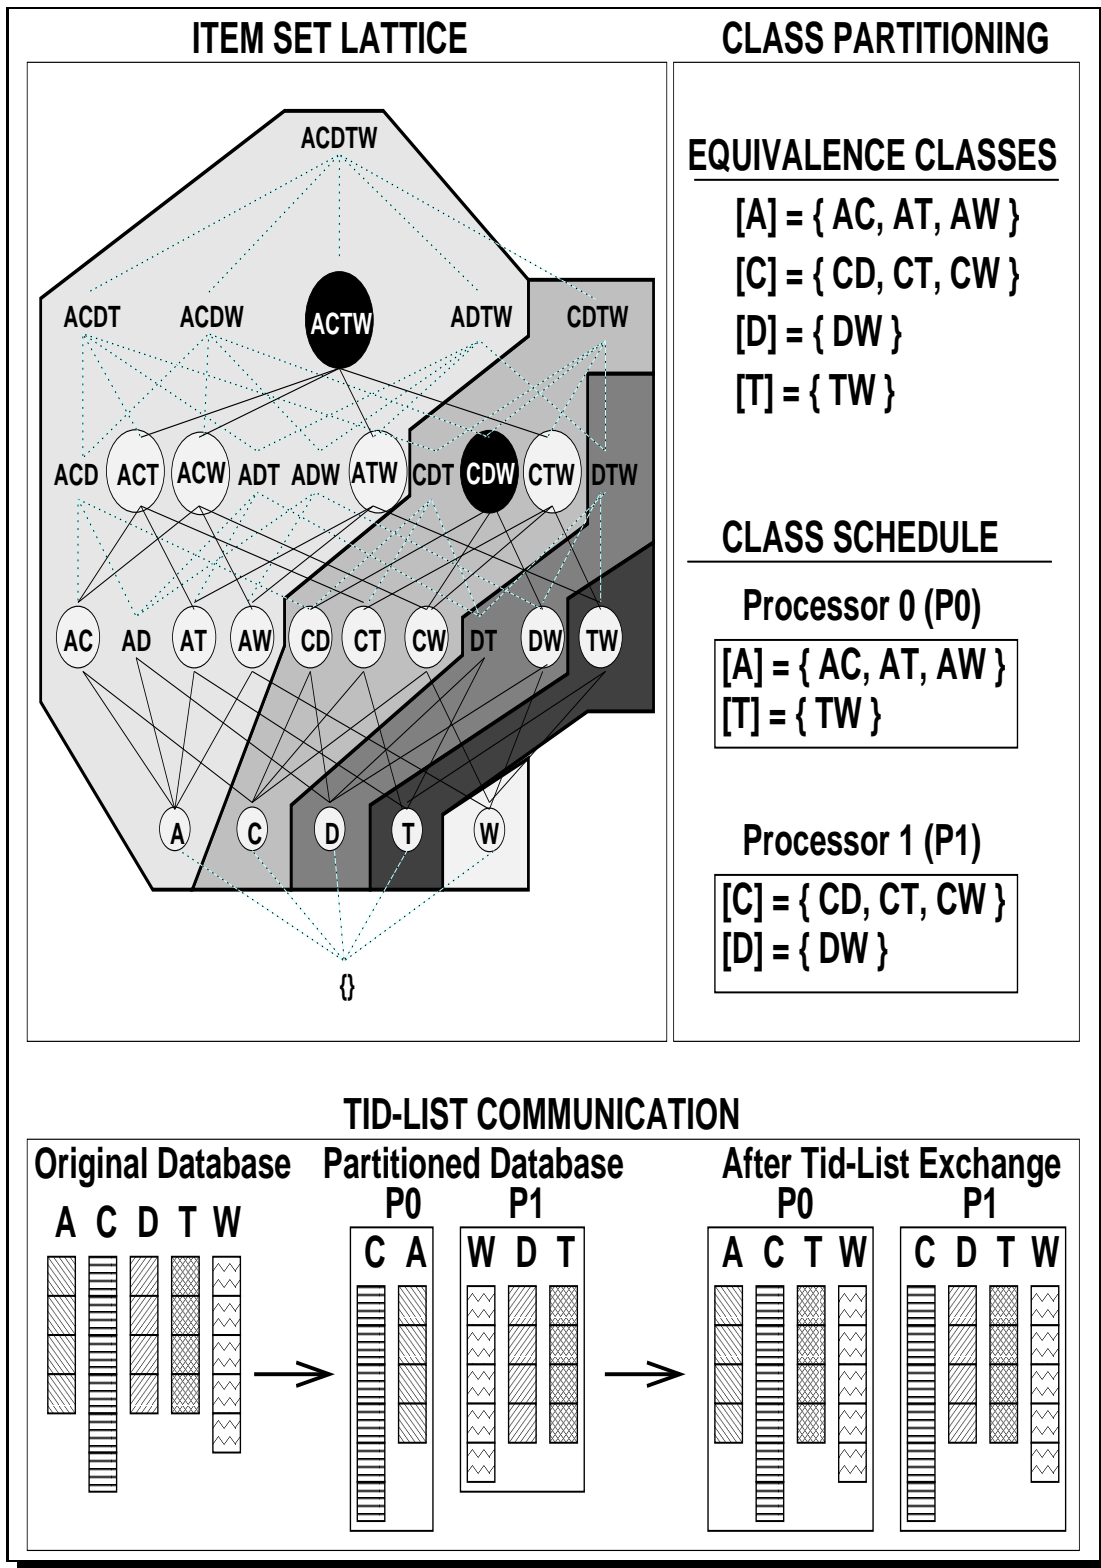 ITEM SET LATTICE
ACDTW
ACDT ACDW ACTW ADTW CDTW
ACD ACT ACW ADT ADW ATW CDT CDW CTW DTW
AC AD AT AW CD CT CW DT DW TW
A C D T W
{}
CLASS PARTITIONING
EQUIVALENCE CLASSES
[A] = { AC, AT, AW }
[C] = { CD, CT, CW }
[D] = { DW }
[T] = { TW }
CLASS SCHEDULE
Processor 0 (P0)
[A] = { AC, AT, AW }
[T] = { TW }
Processor 1 (P1)
[C] = { CD, CT, CW }
[D] = { DW }
TID-LIST COMMUNICATION
Original Database
A C D T W
Partitioned Database
P0 P1
C A W D T
After Tid-List Exchange
P0 P1
A C T W C D T W